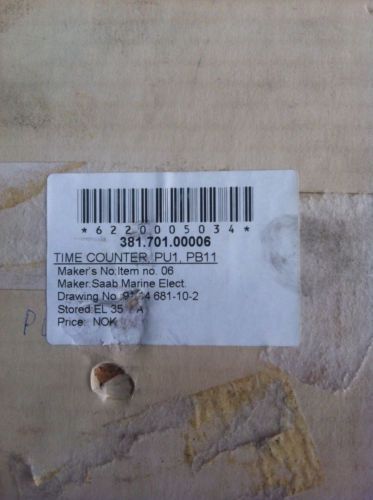 *6220005034*
381.701.00006
TIME COUNTER, PU1, PB11
Maker's No:Item no. 06
Maker:Saab Marine Elect.
Drawing No. 681-10-2
Stored:EL 35 A
Price: NOK